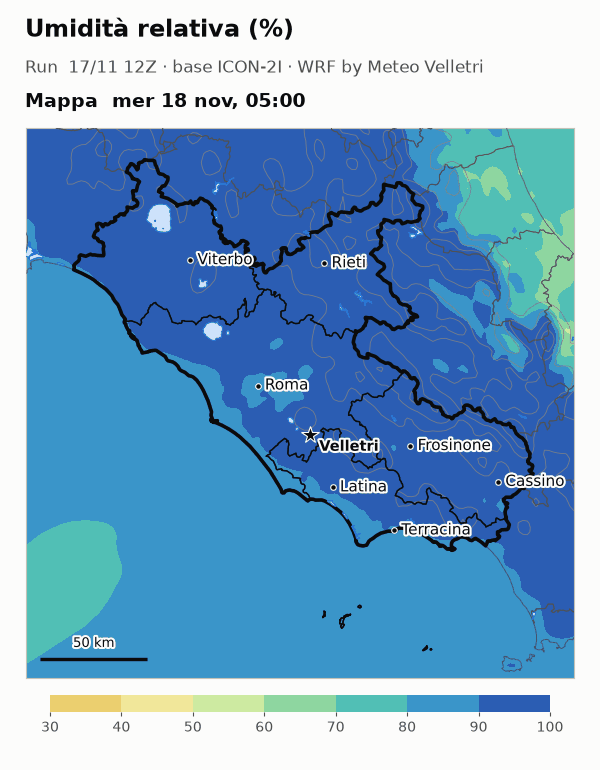 Umidità relativa (%)
Run  17/11 12Z · base ICON-2I · WRF by Meteo Velletri
Mappa  mer 18 nov, 05:00
Viterbo
Rieti
Roma
Velletri
Frosinone
Cassino
Latina
Terracina
50 km
30 40 50 60 70 80 90 100